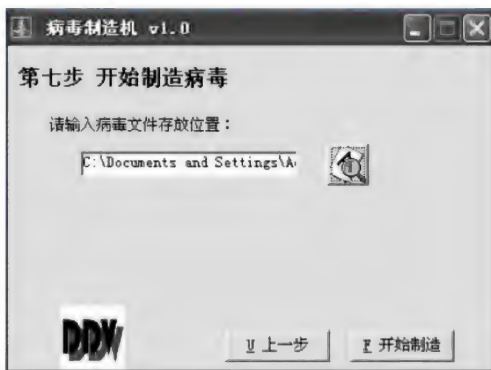 病毒制造机 v1.0
第七步 开始制造病毒
请输入病毒文件存放位置：
C:\Documents and Settings\A
DDW
U 上一步
F 开始制造